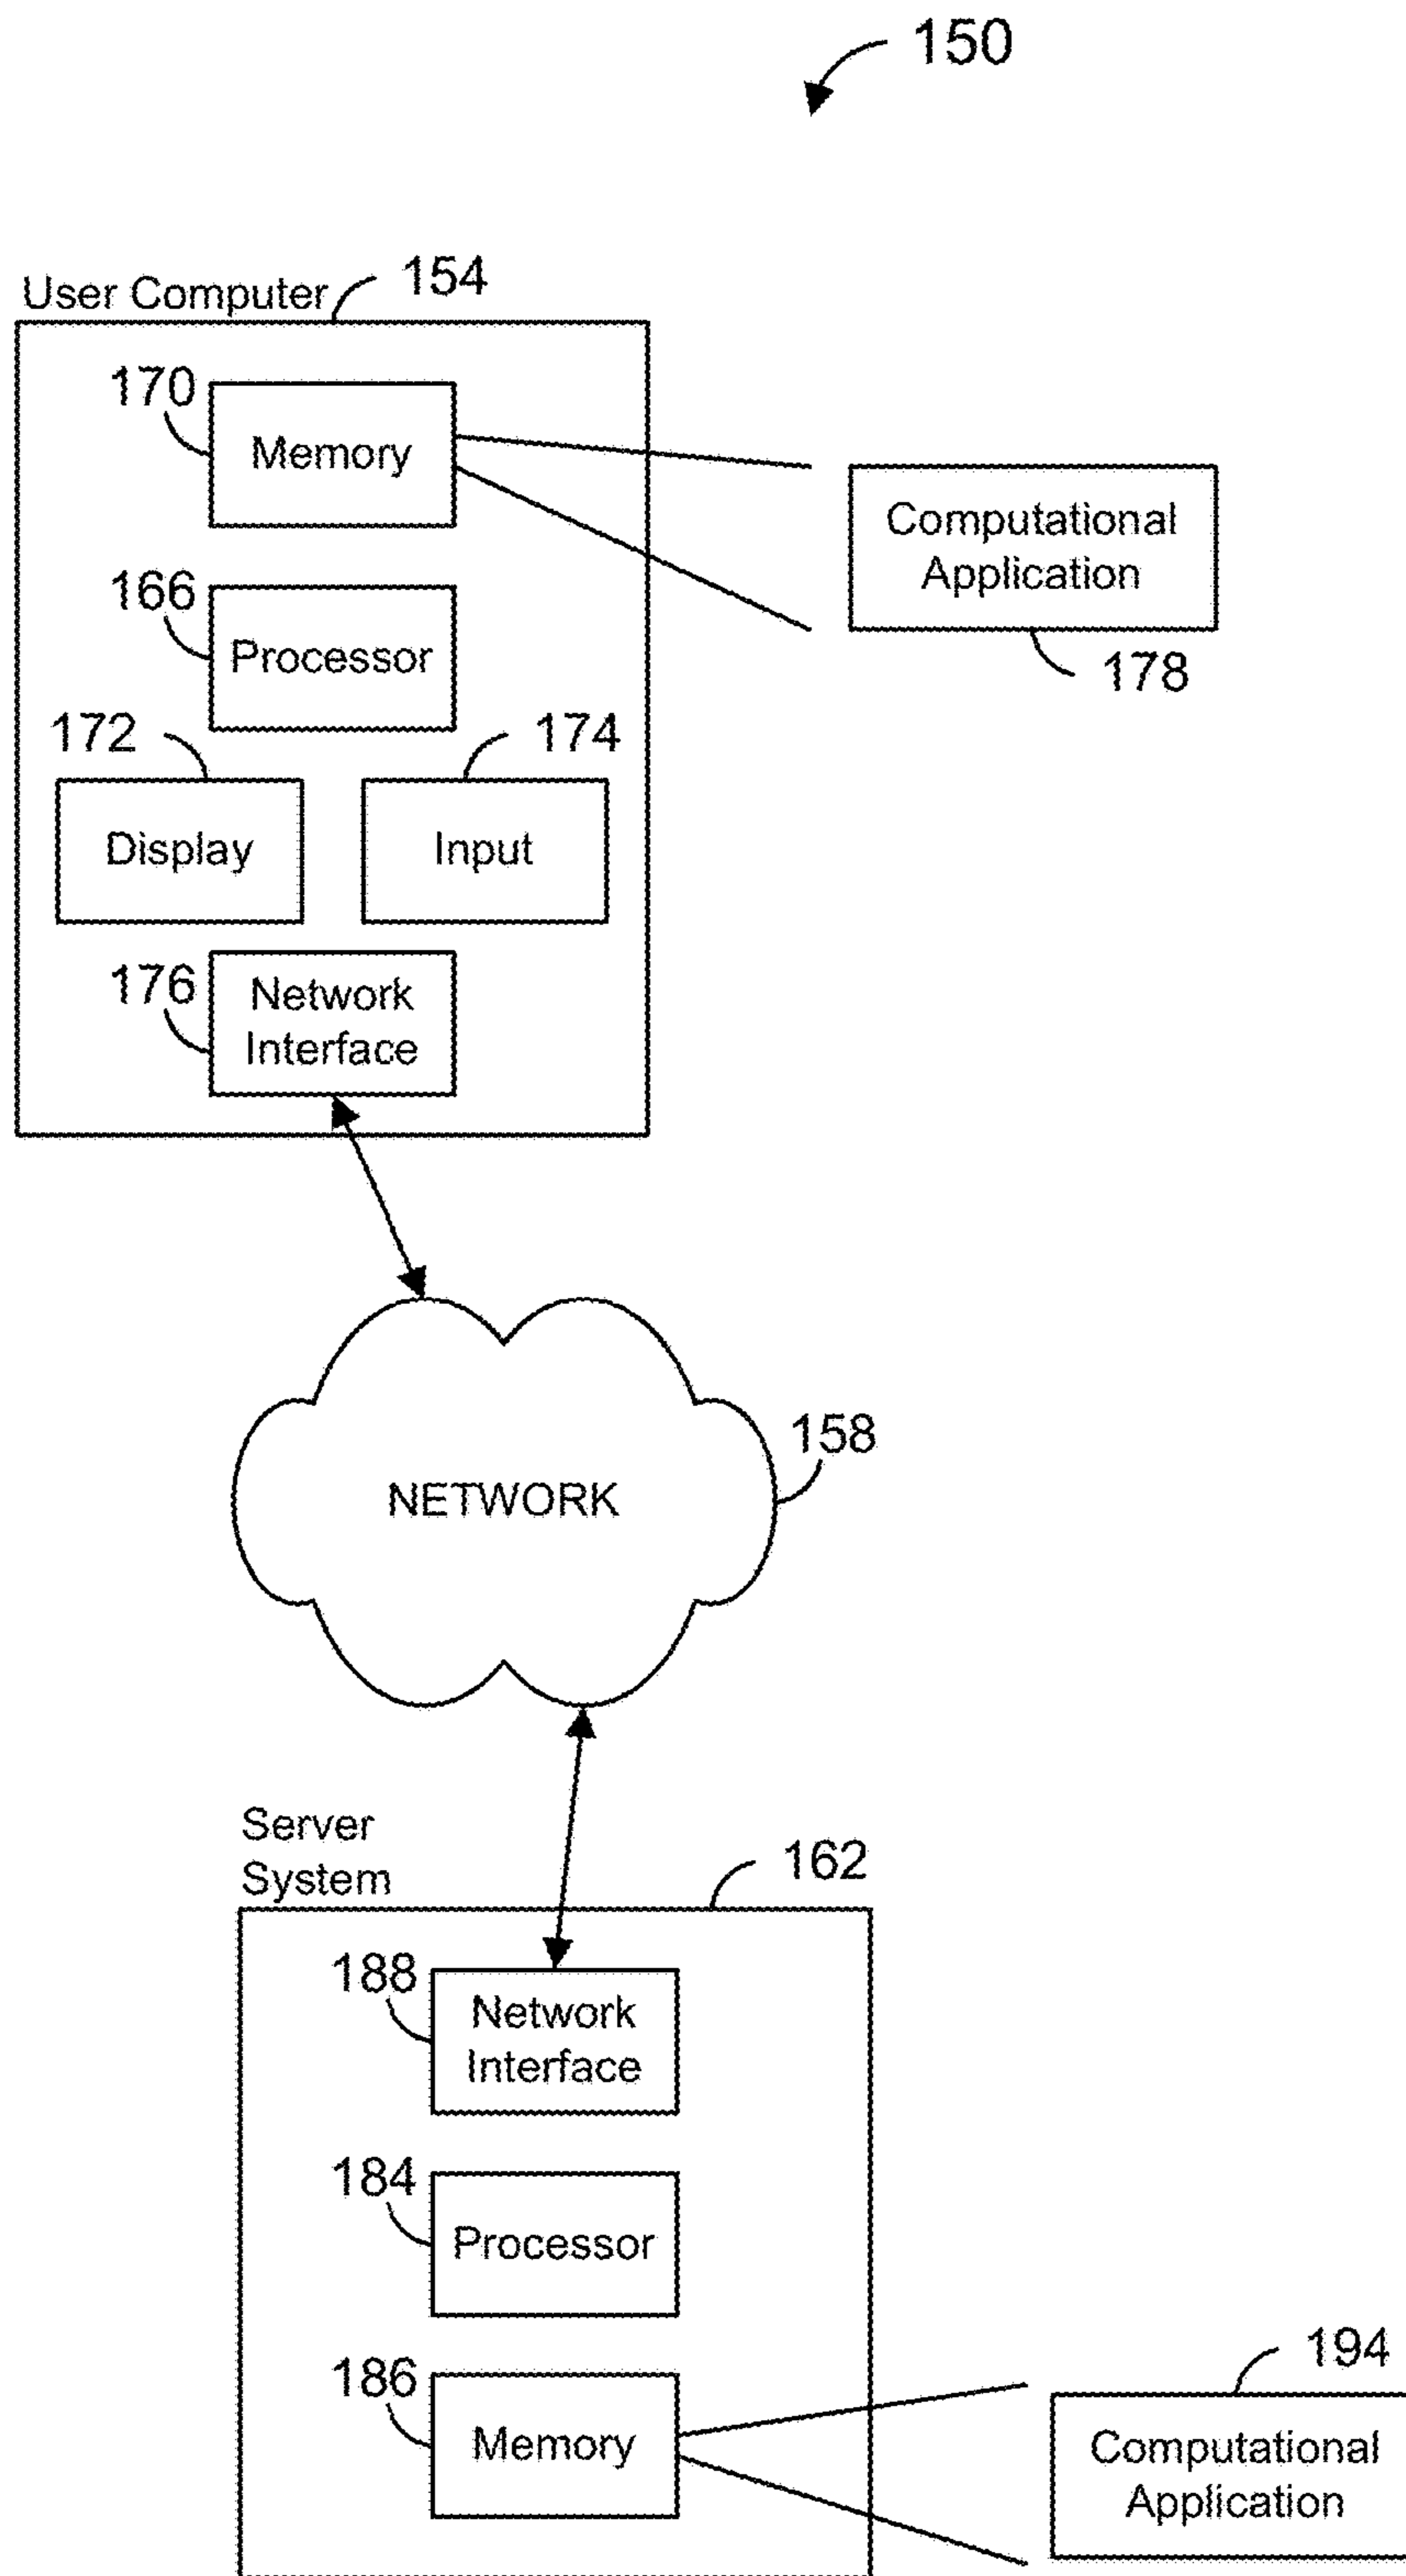 150
User Computer
154
170
Memory
Computational
Application
178
166
Processor
172
174
Display
Input
176
Network
Interface
158
NETWORK
Server
System
162
188
Network
Interface
184
Processor
186
Memory
194
Computational
Application